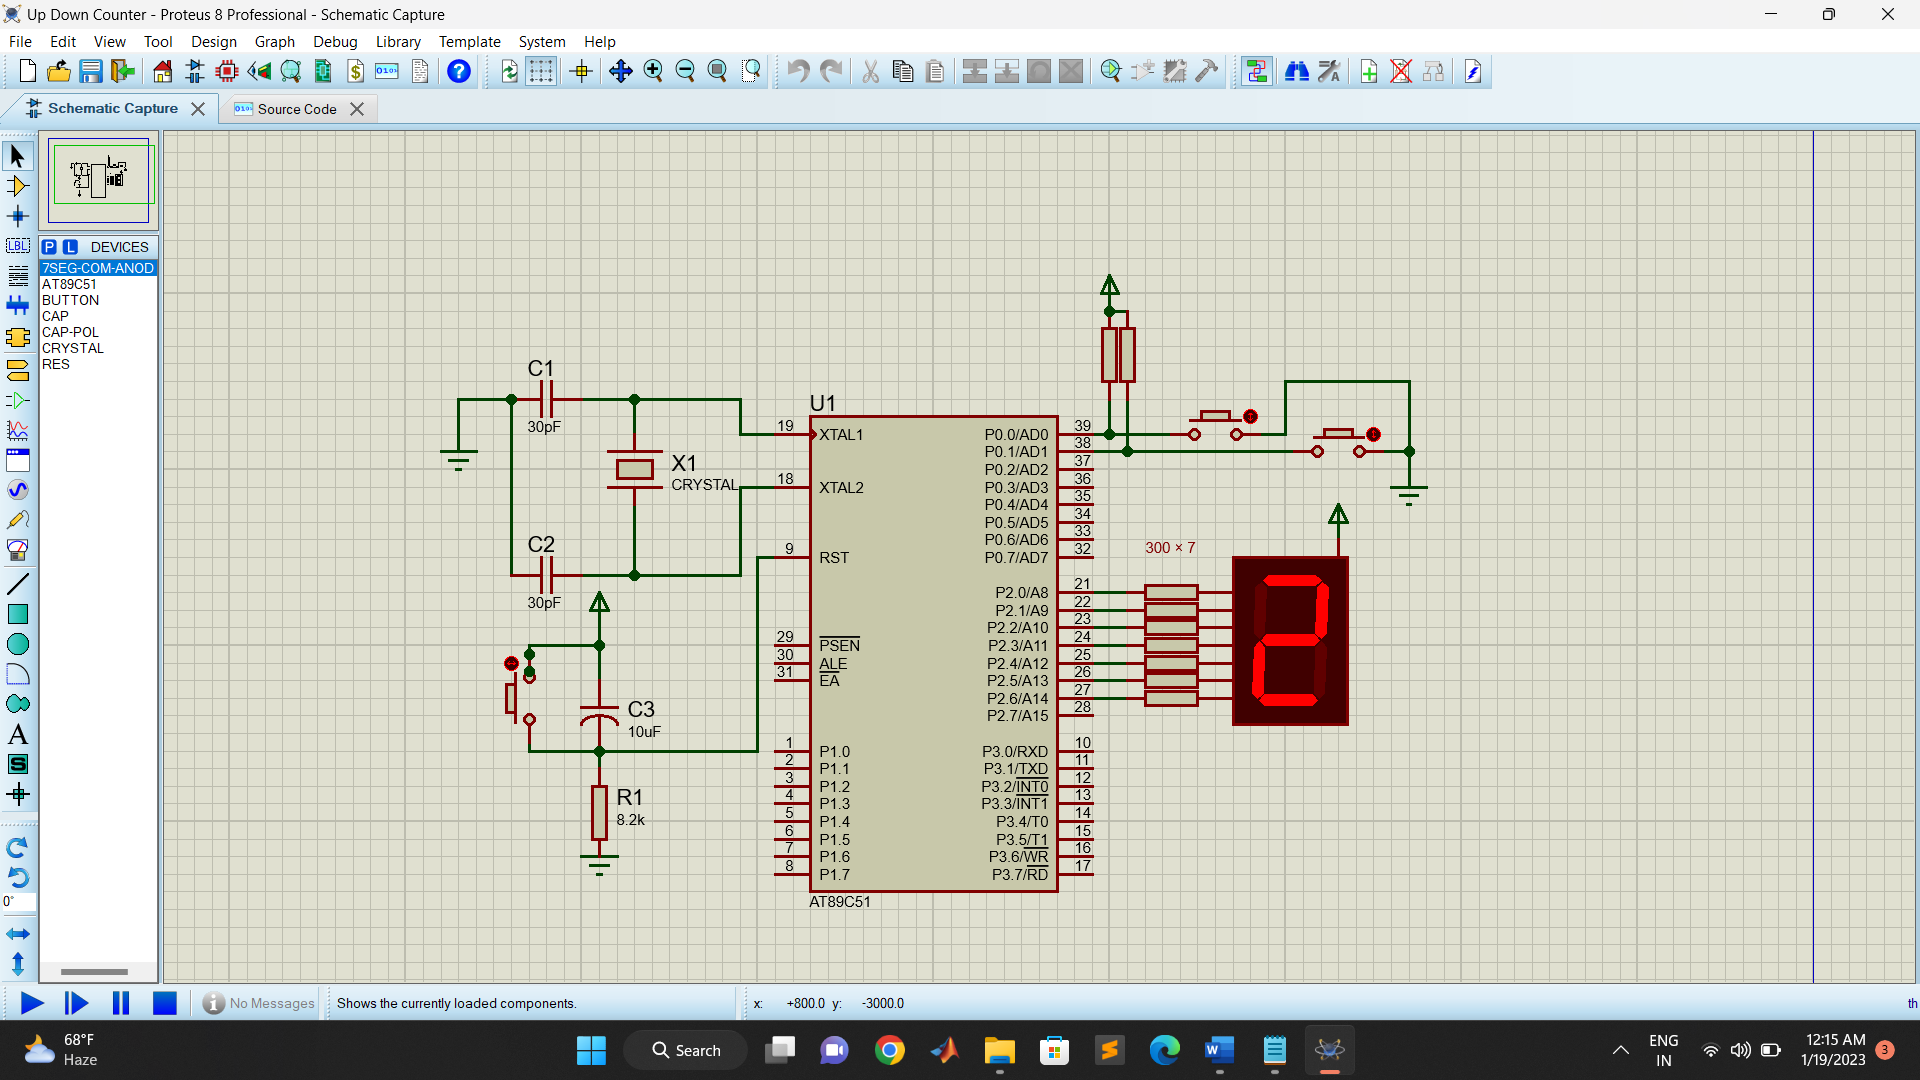 Up Down Counter - Proteus 8 Professional - Schematic Capture
File Edit View Tool Design Graph Debug Library Template System Help
Schematic Capture
Source Code
P L DEVICES
7SEG-COM-ANOD
AT89C51
BUTTON
CAP
CAP-POL
CRYSTAL
RES
LBL
A
S
0°
C1
30pF
X1
CRYSTAL
C2
30pF
C3
10uF
R1
8.2k
U1
19 XTAL1
18 XTAL2
9 RST
29 PSEN
30 ALE
31 EA
1 P1.0
2 P1.1
3 P1.2
4 P1.3
5 P1.4
6 P1.5
7 P1.6
8 P1.7
P0.0/AD0 39
P0.1/AD1 38
P0.2/AD2 37
P0.3/AD3 36
P0.4/AD4 35
P0.5/AD5 34
P0.6/AD6 33
P0.7/AD7 32
P2.0/A8 21
P2.1/A9 22
P2.2/A10 23
P2.3/A11 24
P2.4/A12 25
P2.5/A13 26
P2.6/A14 27
P2.7/A15 28
P3.0/RXD 10
P3.1/TXD 11
P3.2/INT0 12
P3.3/INT1 13
P3.4/T0 14
P3.5/T1 15
P3.6/WR 16
P3.7/RD 17
AT89C51
300 × 7
2
No Messages
Shows the currently loaded components.
x: +800.0 y: -3000.0
th
68°F
Haze
Search
ENG
IN
12:15 AM
1/19/2023
3